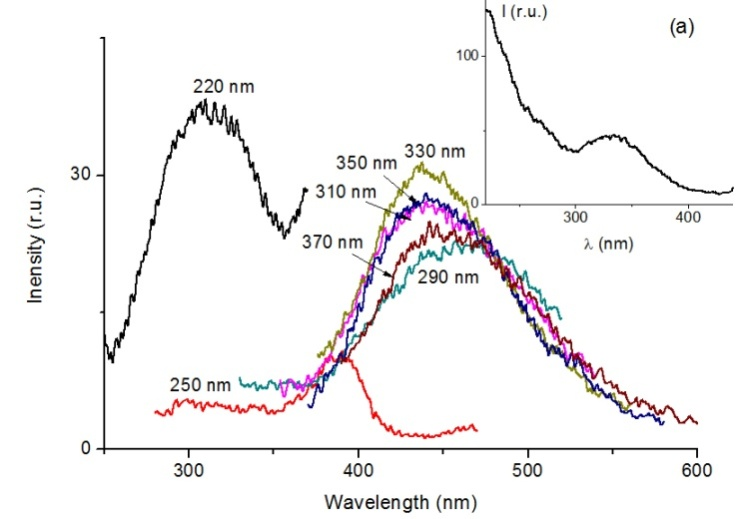 I (r.u.)
(a)
100
0
300
400
λ (nm)
220 nm
330 nm
350 nm
310 nm
370 nm
290 nm
250 nm
30
0
Inensity (r.u.)
300
400
500
600
Wavelength (nm)